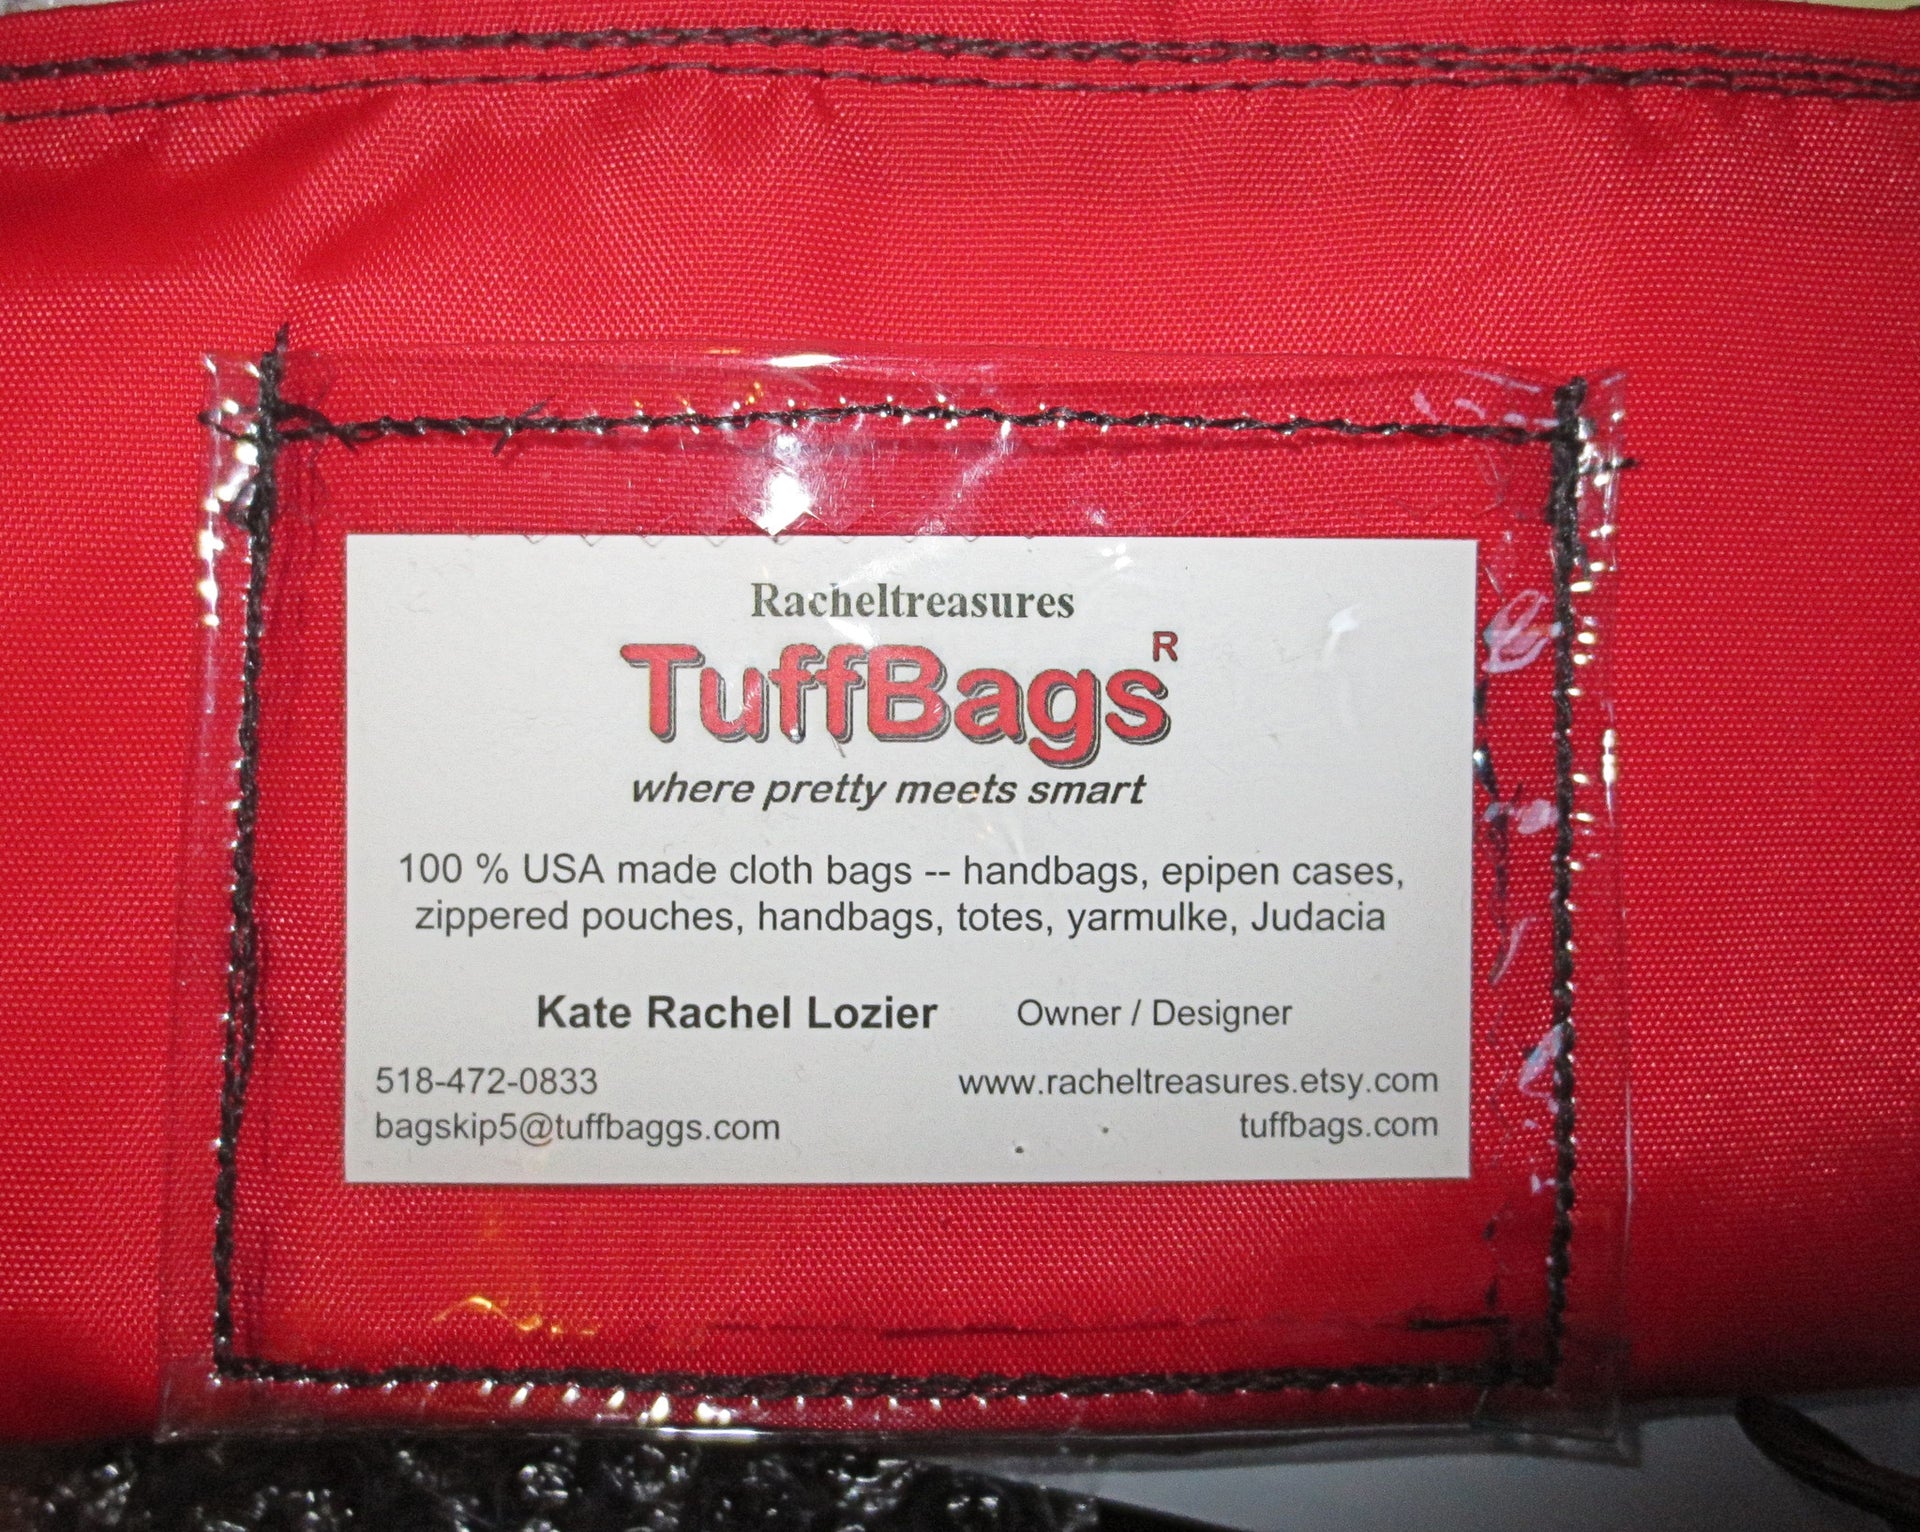 Racheltreasures
TuffBags R
where pretty meets smart
100 % USA made cloth bags -- handbags, epipen cases,
zippered pouches, handbags, totes, yarmulke, Judacia
Kate Rachel Lozier Owner / Designer
518-472-0833 www.racheltreasures.etsy.com
bagskip5@tuffbaggs.com tuffbags.com